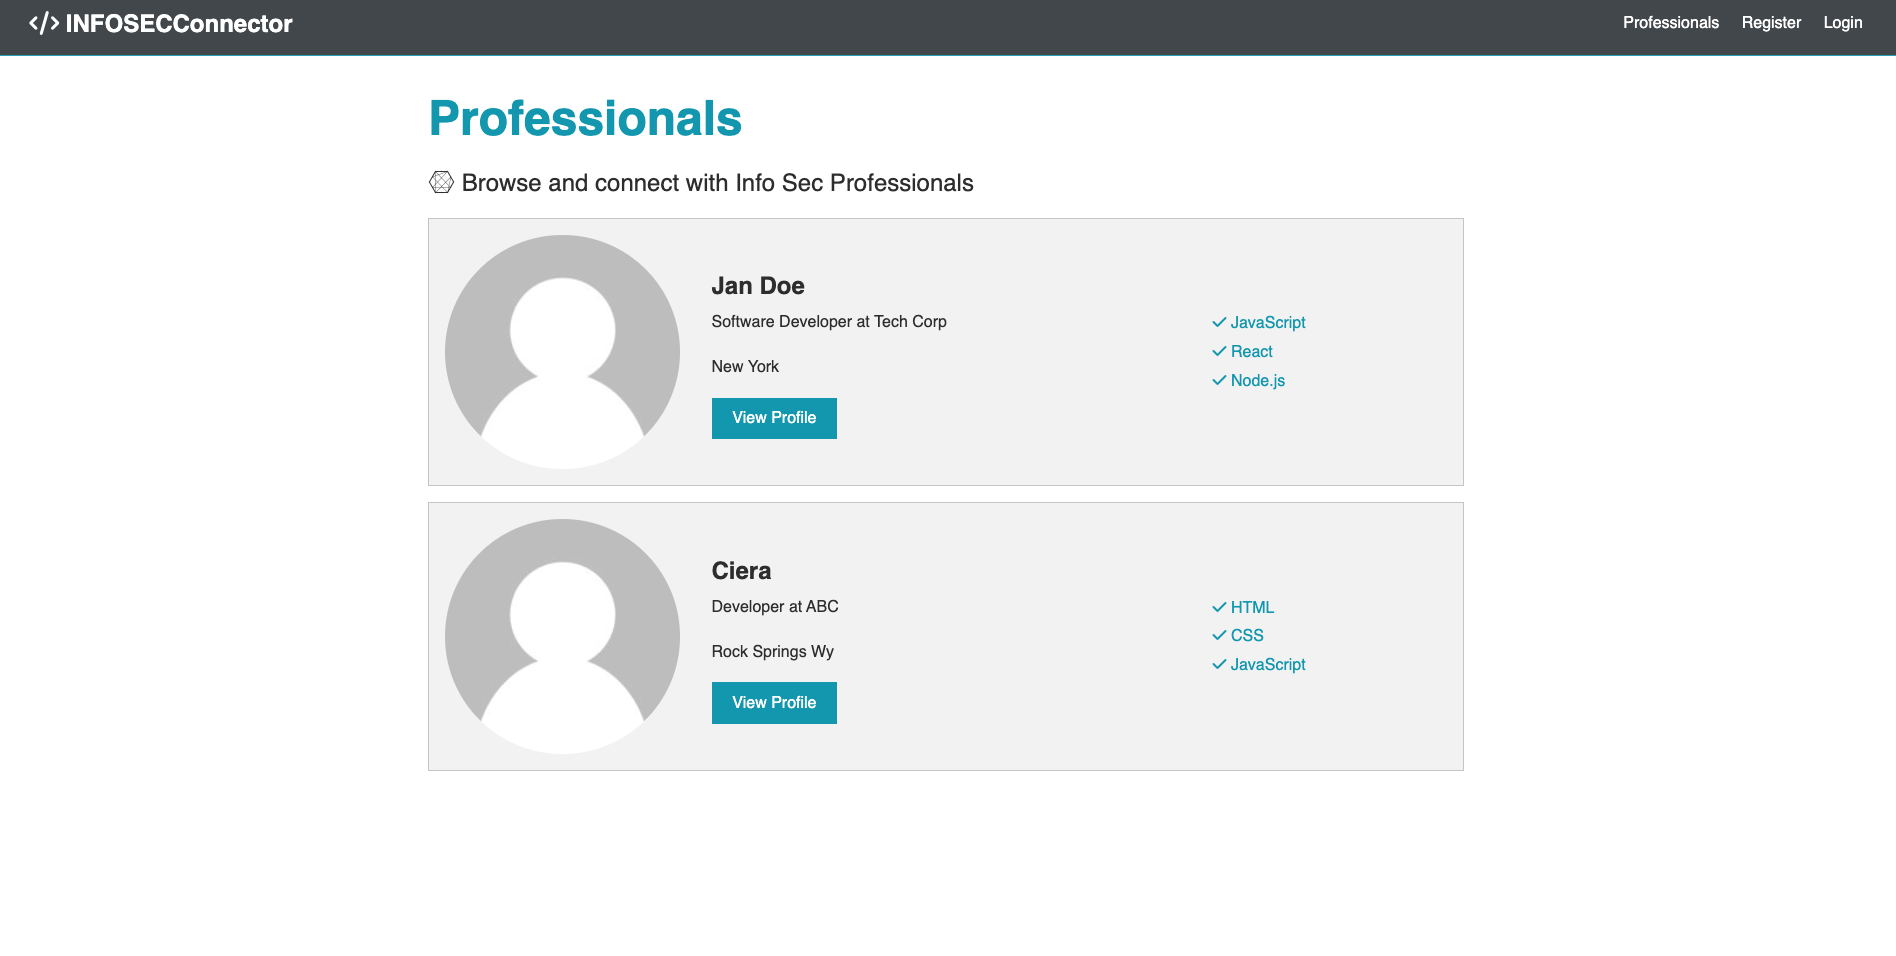 INFOSECConnector
Professionals Register Login
Professionals
Browse and connect with Info Sec Professionals
Jan Doe
Software Developer at Tech Corp
New York
View Profile
JavaScript
React
Node.js
Ciera
Developer at ABC
Rock Springs Wy
View Profile
HTML
CSS
JavaScript